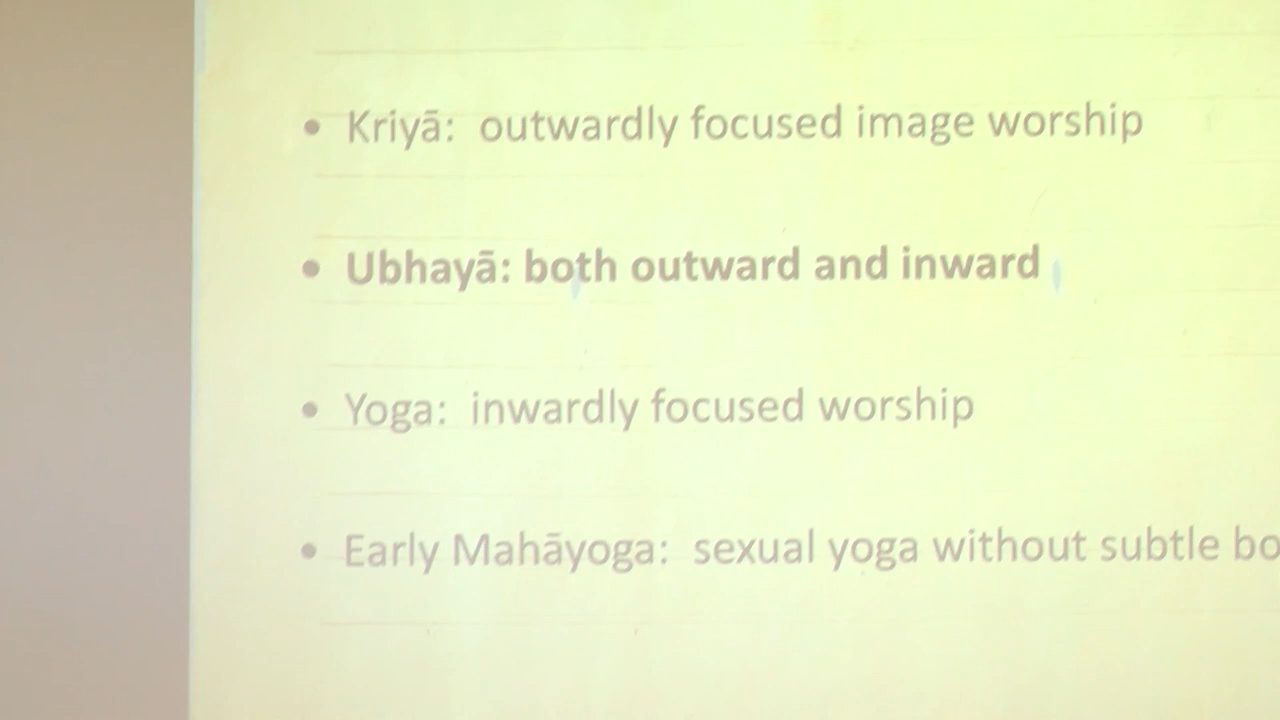 • Kriyā: outwardly focused image worship
• Ubhayā: both outward and inward
• Yoga: inwardly focused worship
• Early Mahāyoga: sexual yoga without subtle